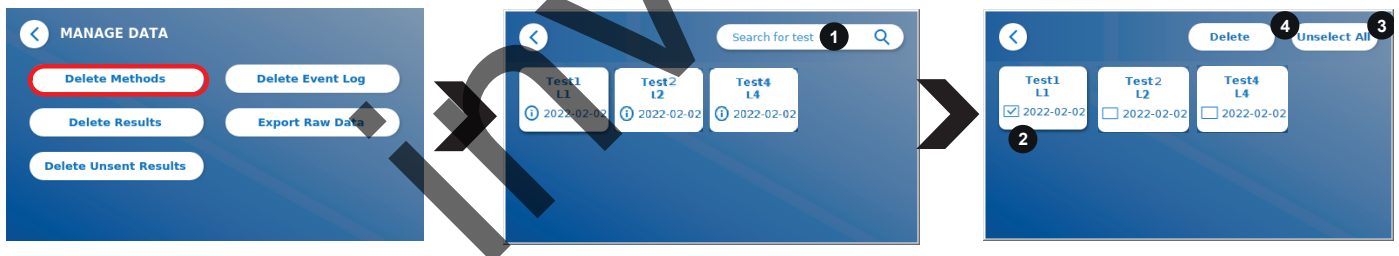 MANAGE DATA
Delete Methods
Delete Event Log
Delete Results
Export Raw Data
Delete Unsent Results
Search for test
1
Test1
L1
2022-02-02
Test2
L2
2022-02-02
Test4
L4
2022-02-02
Delete
4
Unselect All
3
Test1
L1
2022-02-02
2
Test2
L2
2022-02-02
Test4
L4
2022-02-02